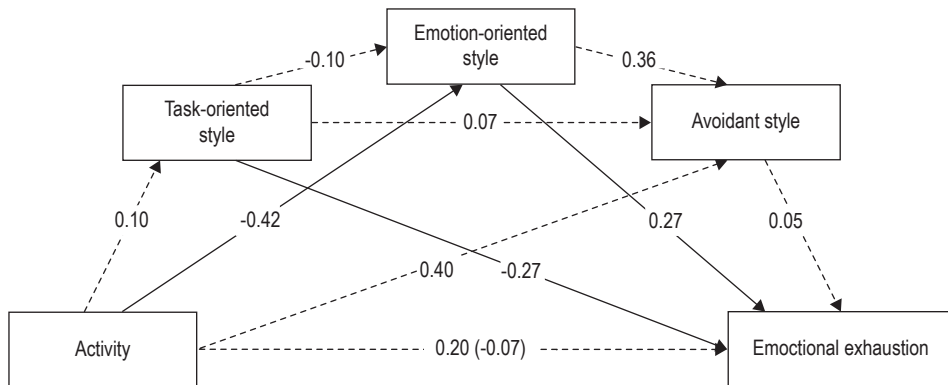 Emotion-oriented
style
-0.10
0.36
Task-oriented
style
0.07
Avoidant style
0.10
-0.42
0.27
0.05
0.40
-0.27
Activity
0.20 (-0.07)
Emoctional exhaustion